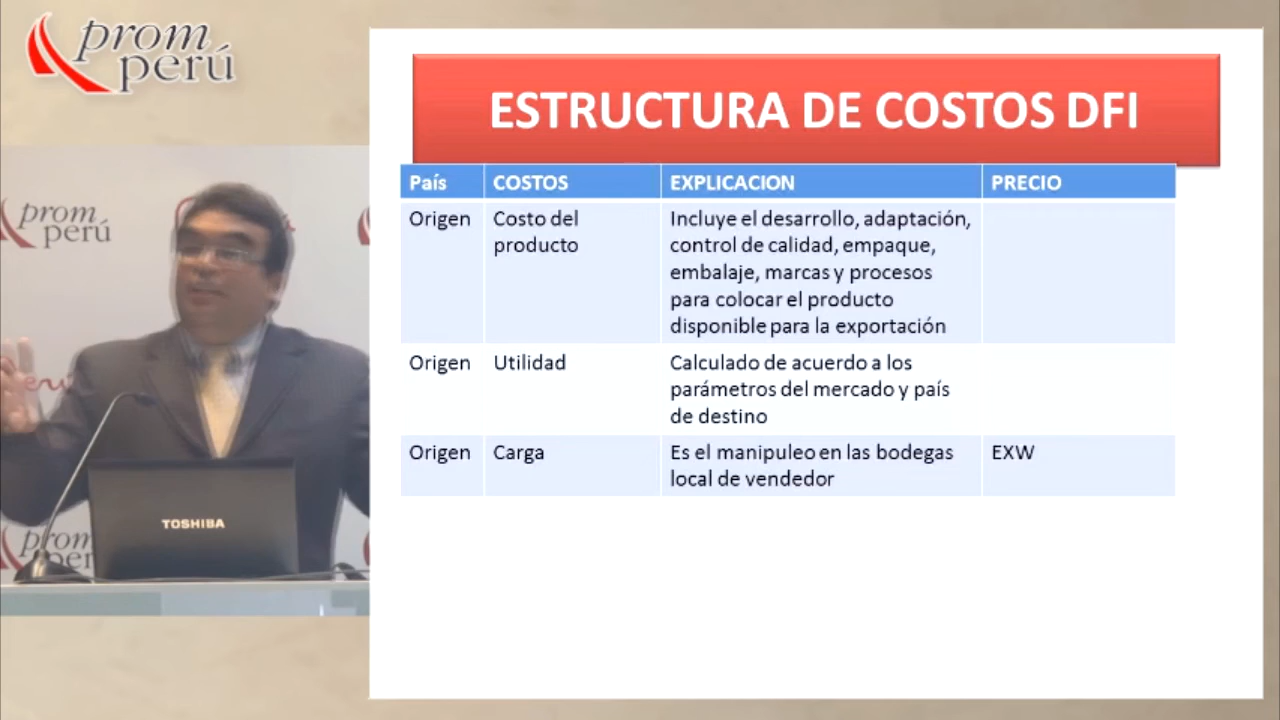 prom
perú
ESTRUCTURA DE COSTOS DFI
País COSTOS EXPLICACION PRECIO
Origen Costo del producto Incluye el desarrollo, adaptación, control de calidad, empaque, embalaje, marcas y procesos para colocar el producto disponible para la exportación
Origen Utilidad Calculado de acuerdo a los parámetros del mercado y país de destino
Origen Carga Es el manipuleo en las bodegas local de vendedor EXW
prom
perú
TOSHIBA
prom